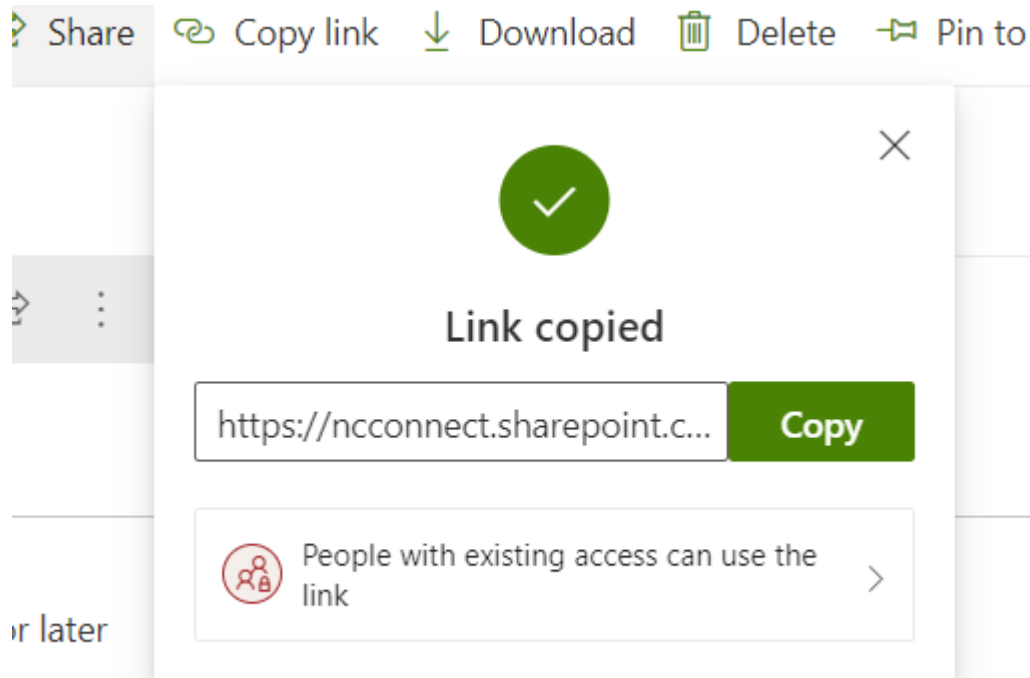 Share Copy link Download Delete Pin to
Link copied
https://ncconnect.sharepoint.c... Copy
People with existing access can use the
link
or later